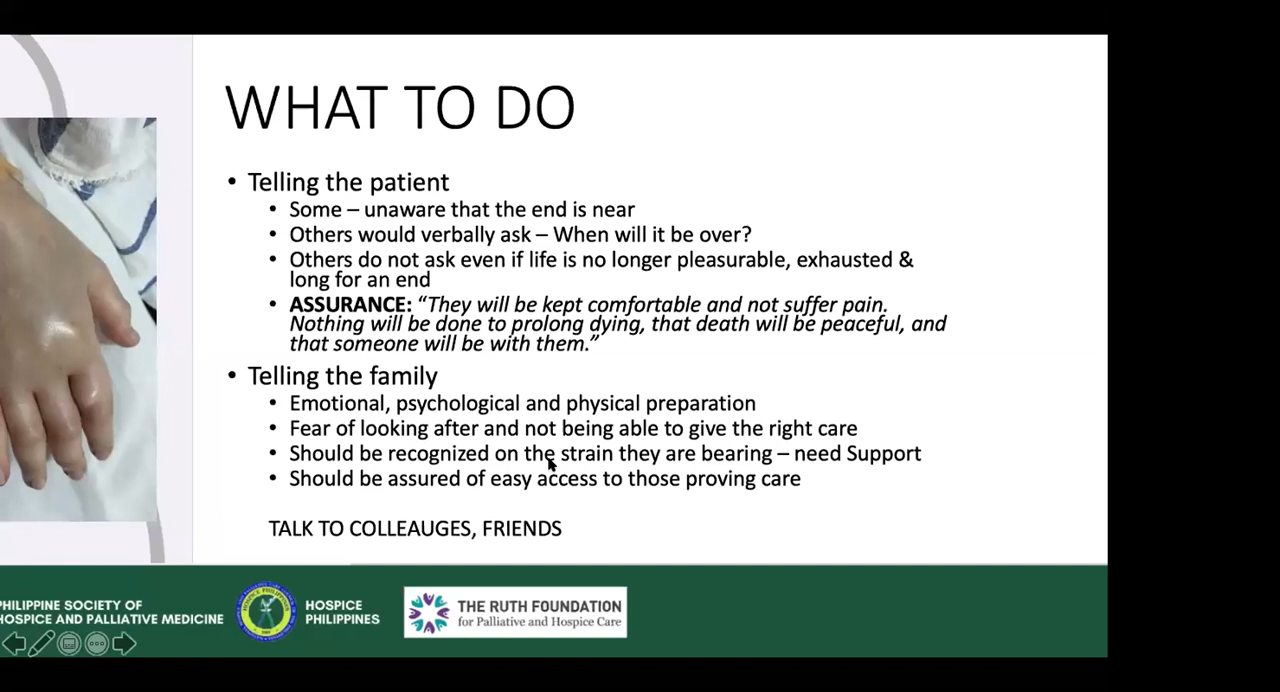 WHAT TO DO
• Telling the patient
• Some – unaware that the end is near
• Others would verbally ask – When will it be over?
• Others do not ask even if life is no longer pleasurable, exhausted &
long for an end
• ASSURANCE: “They will be kept comfortable and not suffer pain.
Nothing will be done to prolong dying, that death will be peaceful, and
that someone will be with them.”
• Telling the family
• Emotional, psychological and physical preparation
• Fear of looking after and not being able to give the right care
• Should be recognized on the strain they are bearing – need Support
• Should be assured of easy access to those proving care
TALK TO COLLEAUGES, FRIENDS
PHILIPPINE SOCIETY OF
HOSPICE AND PALLIATIVE MEDICINE
HOSPICE
PHILIPPINES
THE RUTH FOUNDATION
for Palliative and Hospice Care